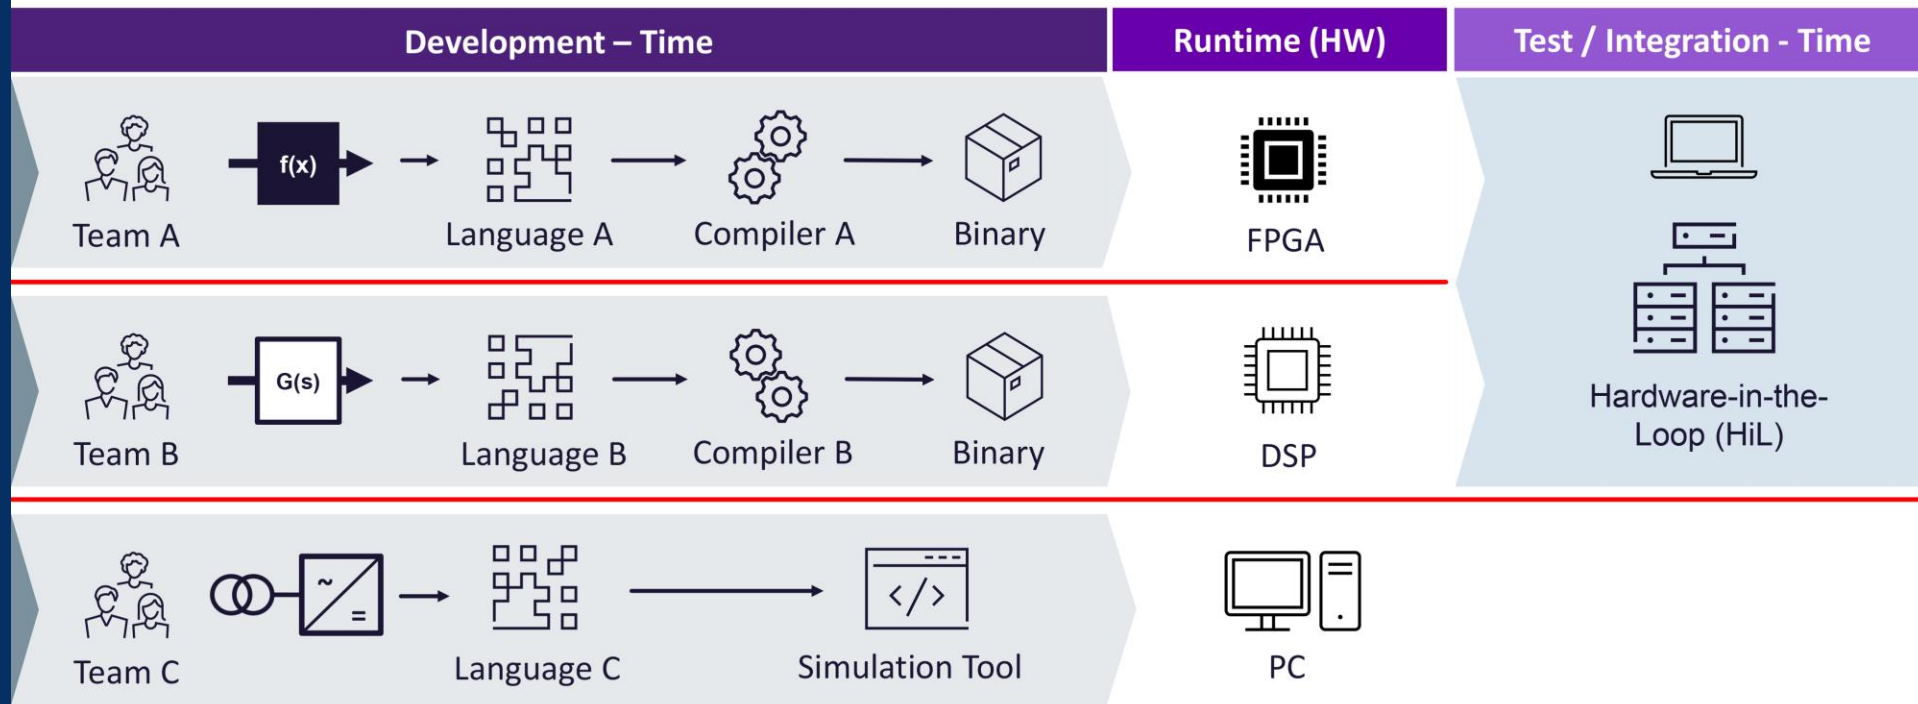 Development – Time
Runtime (HW)
Test / Integration - Time
f(x)
Team A
Language A
Compiler A
Binary
FPGA
G(s)
Team B
Language B
Compiler B
Binary
DSP
Hardware-in-the-
Loop (HiL)
~
=
</>
Team C
Language C
Simulation Tool
PC